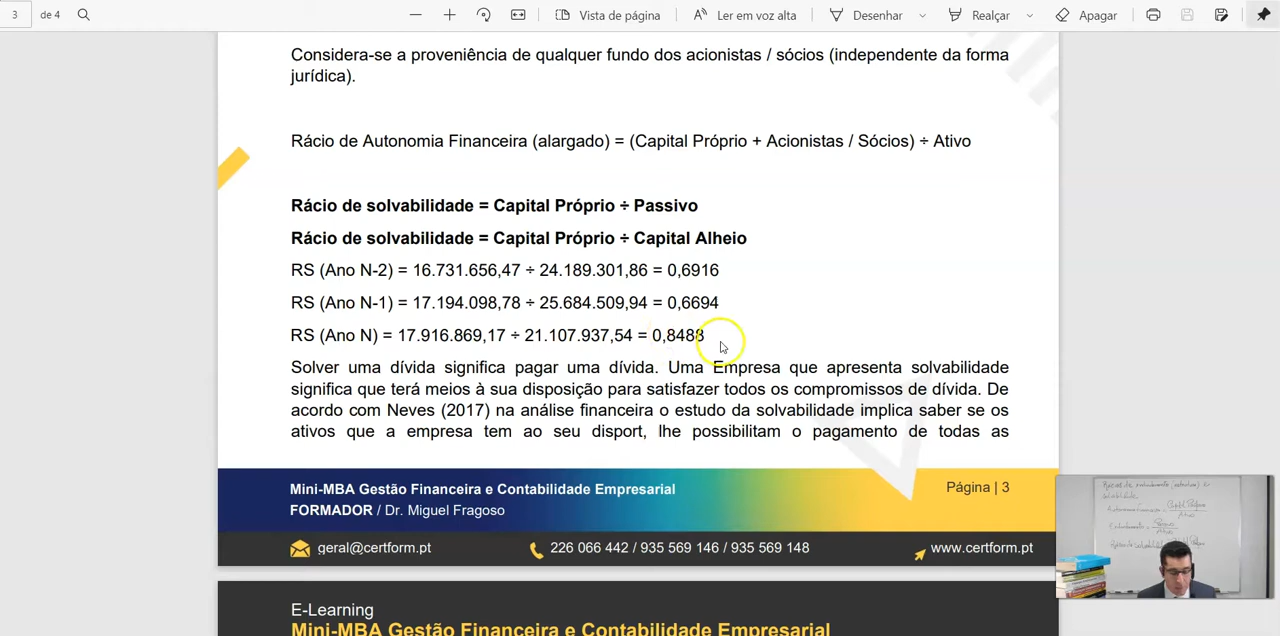 3 de 4 Vista de página Ler em voz alta Desenhar Realçar Apagar
Considera-se a proveniência de qualquer fundo dos acionistas / sócios (independente da forma
jurídica).
Rácio de Autonomia Financeira (alargado) = (Capital Próprio + Acionistas / Sócios) ÷ Ativo
Rácio de solvabilidade = Capital Próprio ÷ Passivo
Rácio de solvabilidade = Capital Próprio ÷ Capital Alheio
RS (Ano N-2) = 16.731.656,47 ÷ 24.189.301,86 = 0,6916
RS (Ano N-1) = 17.194.098,78 ÷ 25.684.509,94 = 0,6694
RS (Ano N) = 17.916.869,17 ÷ 21.107.937,54 = 0,8488
Solver uma dívida significa pagar uma dívida. Uma Empresa que apresenta solvabilidade
significa que terá meios à sua disposição para satisfazer todos os compromissos de dívida. De
acordo com Neves (2017) na análise financeira o estudo da solvabilidade implica saber se os
ativos que a empresa tem ao seu disport, lhe possibilitam o pagamento de todas as
Mini-MBA Gestão Financeira e Contabilidade Empresarial
Página | 3
FORMADOR / Dr. Miguel Fragoso
geral@certform.pt 226 066 442 / 935 569 146 / 935 569 148 www.certform.pt
E-Learning
Mini-MBA Gestão Financeira e Contabilidade Empresarial